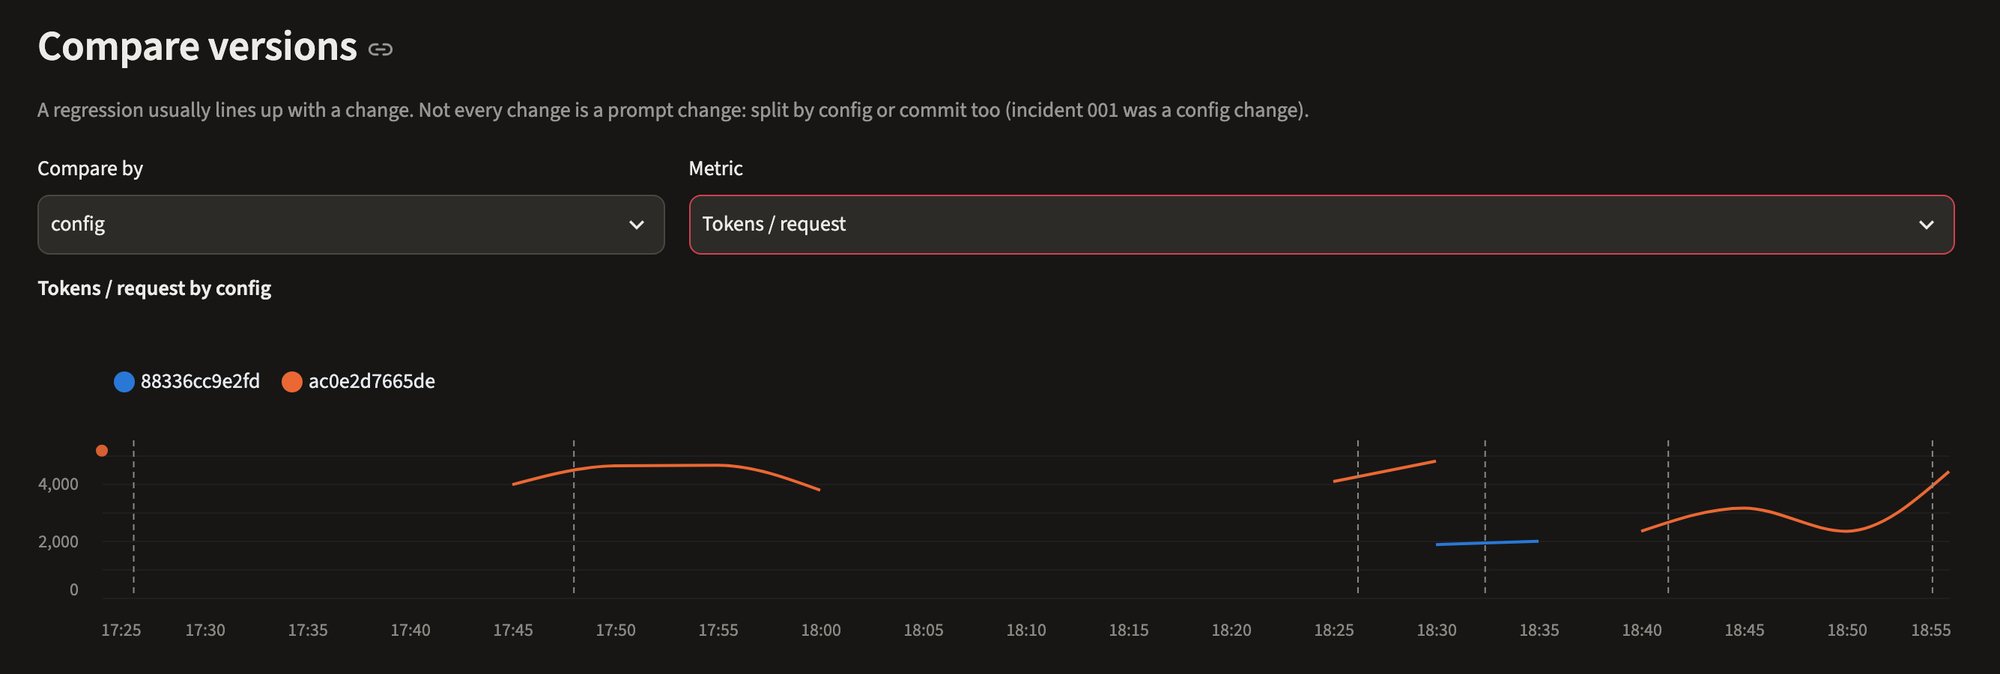 Compare versions
A regression usually lines up with a change. Not every change is a prompt change: split by config or commit too (incident 001 was a config change).
Compare by
Metric
config
Tokens / request
Tokens / request by config
88336cc9e2fd
ac0e2d7665de
4,000
2,000
0
17:25 17:30 17:35 17:40 17:45 17:50 17:55 18:00 18:05 18:10 18:15 18:20 18:25 18:30 18:35 18:40 18:45 18:50 18:55